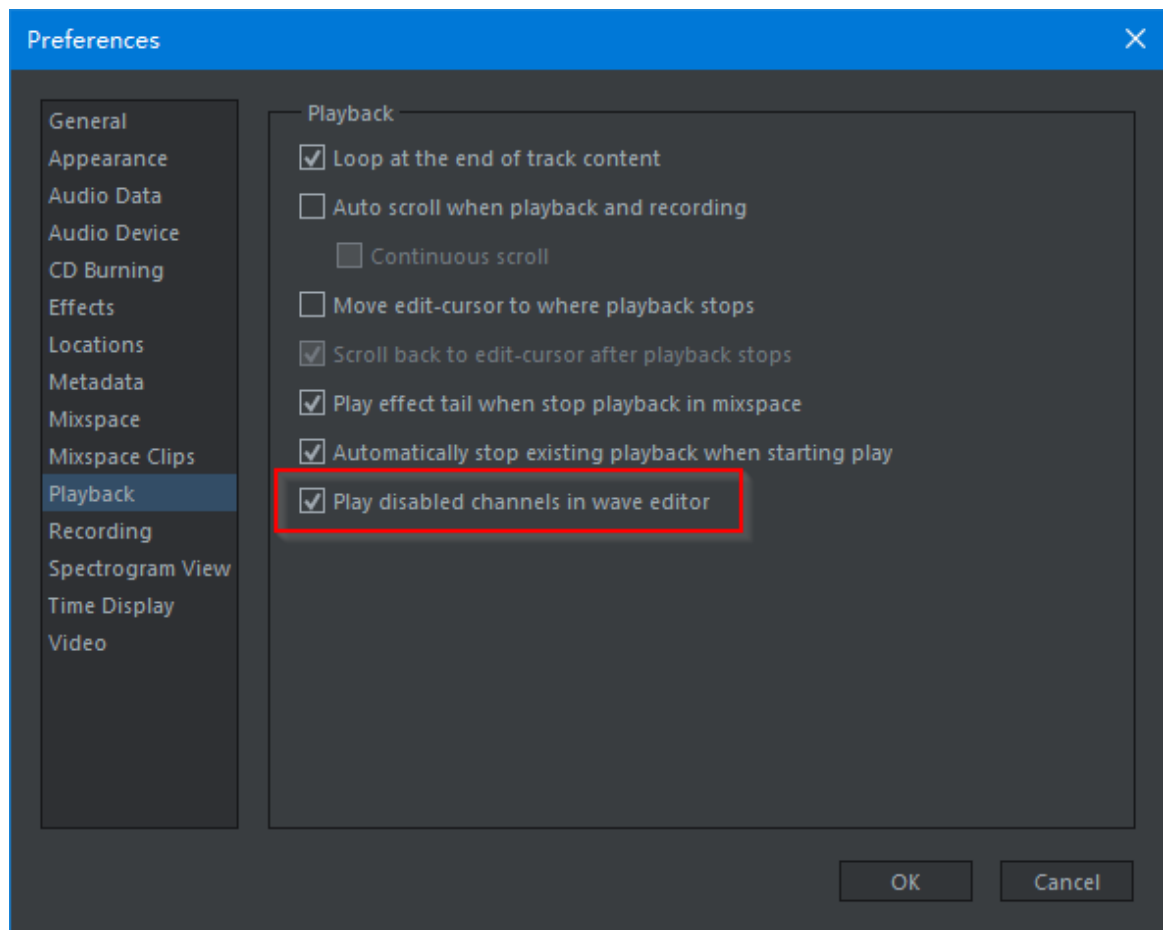 Preferences
General
Appearance
Audio Data
Audio Device
CD Burning
Effects
Locations
Metadata
Mixspace
Mixspace Clips
Playback
Recording
Spectrogram View
Time Display
Video
Playback
Loop at the end of track content
Auto scroll when playback and recording
Continuous scroll
Move edit-cursor to where playback stops
Scroll back to edit-cursor after playback stops
Play effect tail when stop playback in mixspace
Automatically stop existing playback when starting play
Play disabled channels in wave editor
OK
Cancel